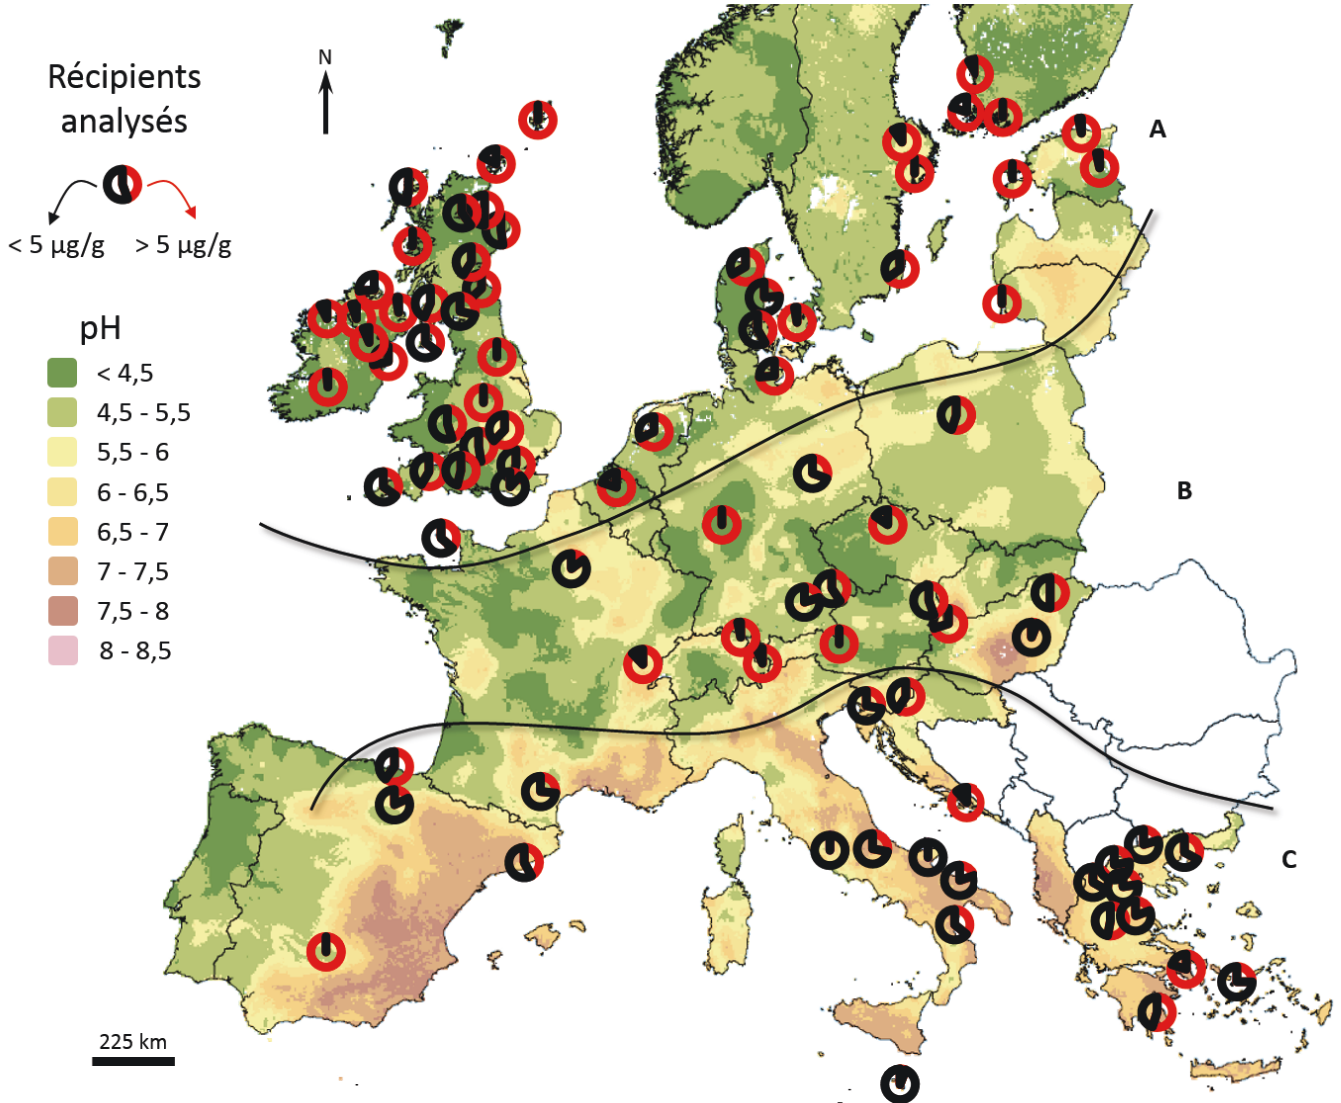 Récipients
analysés
< 5 µg/g
> 5 µg/g
pH
< 4,5
4,5 - 5,5
5,5 - 6
6 - 6,5
6,5 - 7
7 - 7,5
7,5 - 8
8 - 8,5
225 km
N
A
B
C